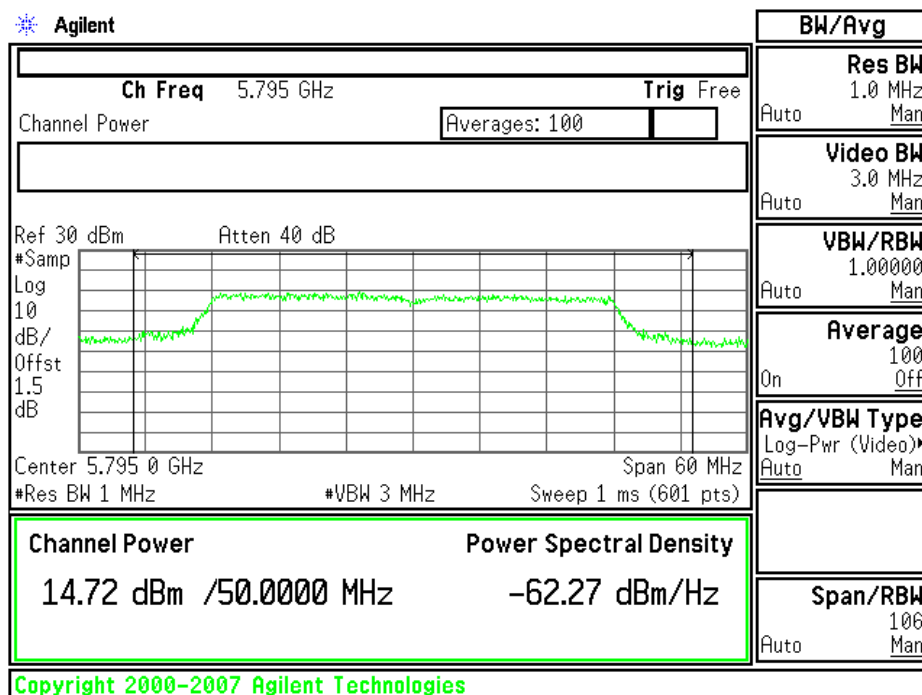 Agilent
Ch Freq 5.795 GHz Trig Free
Channel Power Averages: 100
Ref 30 dBm Atten 40 dB
#Samp
Log
10
dB/
Offst
1.5
dB
Center 5.795 0 GHz Span 60 MHz
#Res BW 1 MHz #VBW 3 MHz Sweep 1 ms (601 pts)
Channel Power Power Spectral Density
14.72 dBm /50.0000 MHz -62.27 dBm/Hz
Copyright 2000-2007 Agilent Technologies
BW/Avg
Res BW
1.0 MHz
Auto Man
Video BW
3.0 MHz
Auto Man
VBW/RBW
1.00000
Auto Man
Average
100
On Off
Avg/VBW Type
Log-Pwr (Video)
Auto Man
Span/RBW
106
Auto Man